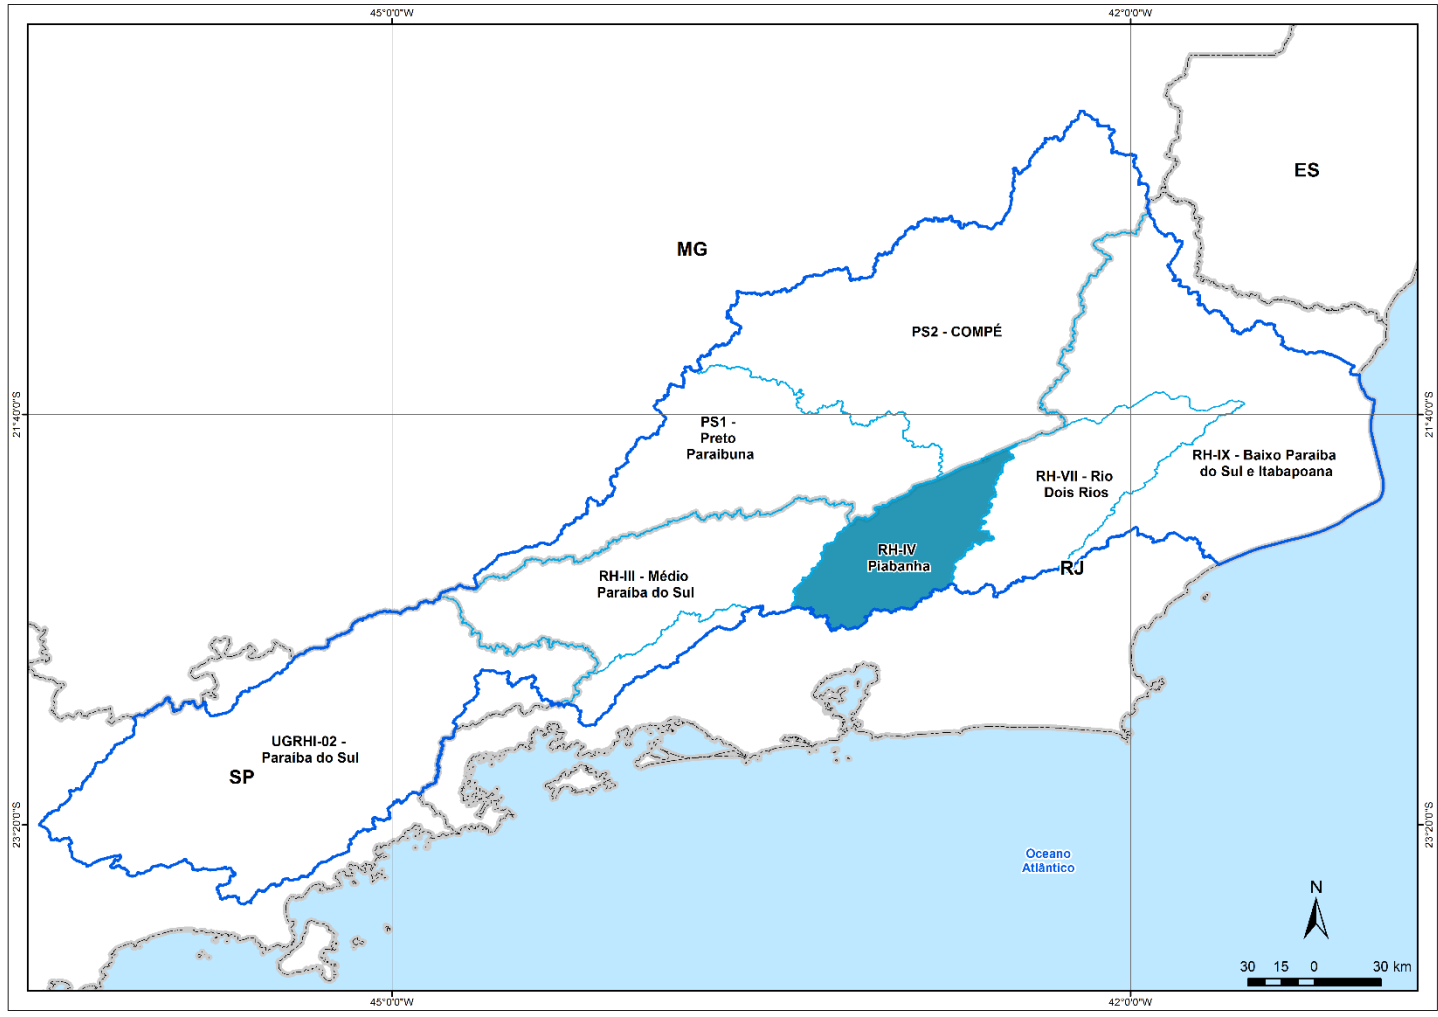 45°0'0"W
42°0'0"W
ES
MG
PS2 - COMPÉ
21°40'0"S
21°40'0"S
PS1 -
Preto
Paraibuna
RH-IX - Baixo Paraíba
do Sul e Itabapoana
RH-VII - Rio
Dois Rios
RH-IV
Piabanha
RJ
RH-III - Médio
Paraíba do Sul
UGRHI-02 -
Paraíba do Sul
SP
23°20'0"S
23°20'0"S
Oceano
Atlântico
N
30 15 0 30 km
45°0'0"W
42°0'0"W